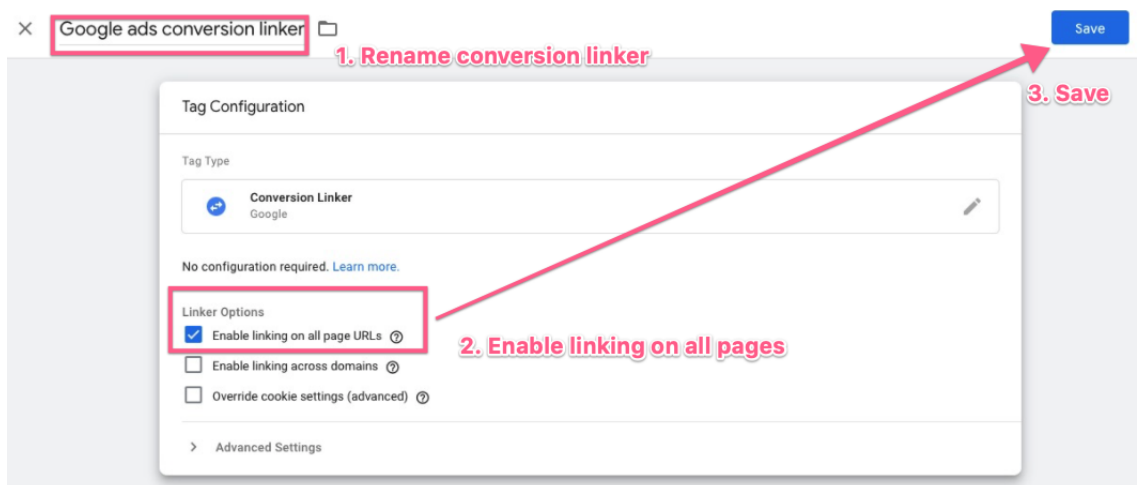 Google ads conversion linker
Save
1. Rename conversion linker
3. Save
Tag Configuration
Tag Type
Conversion Linker
Google
No configuration required. Learn more.
Linker Options
Enable linking on all page URLs
2. Enable linking on all pages
Enable linking across domains
Override cookie settings (advanced)
Advanced Settings